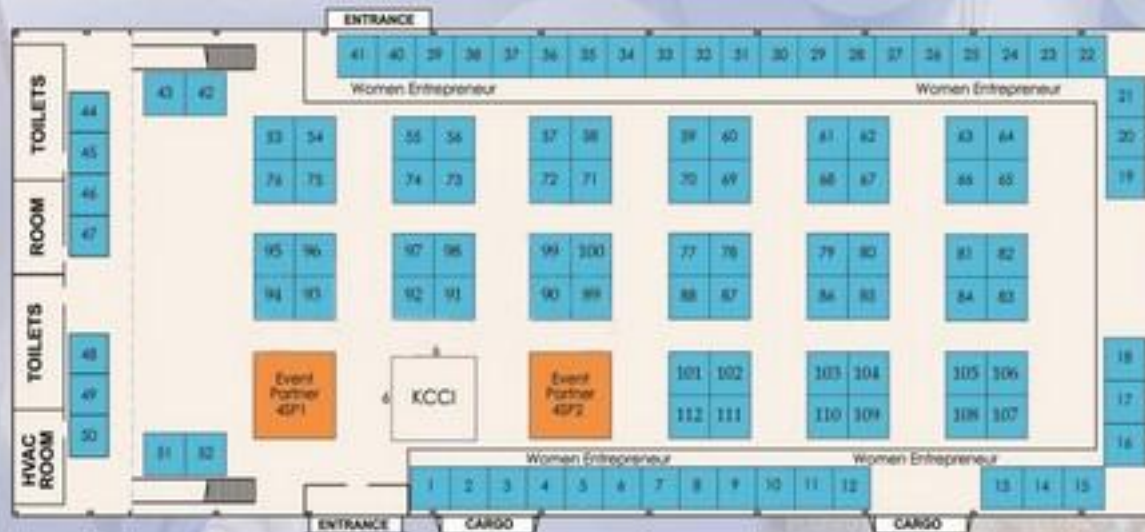 ENTRANCE
41 40 39 38 37 36 35 34 33 32 31 30 29 28 27 26 25 24 23 22
Women Entrepreneur Women Entrepreneur
TOILETS
ROOM
TOILETS
HVAC ROOM
43 42
44
45
46
47
48
49
50
51 52
21
20
19
18
17
16
53 54 55 56 57 58 59 60 61 62 63 64
76 75 74 73 72 71 70 69 68 67 66 65
95 96 97 98 99 100 77 78 79 80 81 82
94 93 92 91 90 89 88 87 86 85 84 83
Event
Partner
4SP1
6
KCCI
Event
Partner
4SP2
101 102 103 104 105 106
112 111 110 109 108 107
Women Entrepreneur Women Entrepreneur
1 2 3 4 5 6 7 8 9 10 11 12 13 14 15
ENTRANCE CARGO CARGO